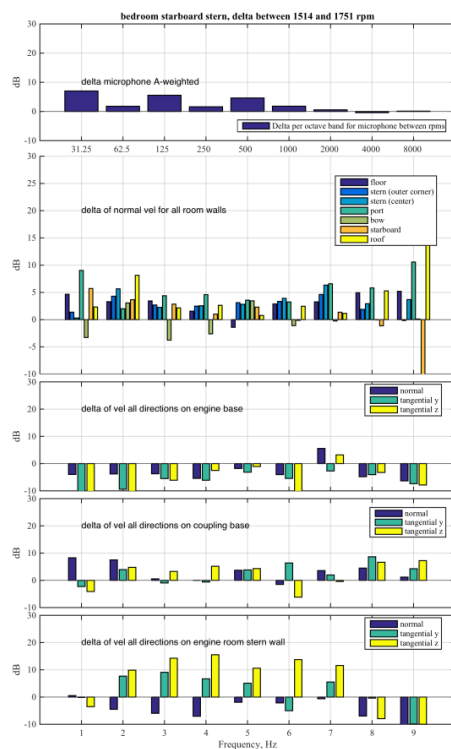 bedroom starboard stern, delta between 1514 and 1751 rpm
30
20
10
0
-10
dB
delta microphone A-weighted
Delta per octave band for microphone between rpms
31.25 62.5 125 250 500 1000 2000 4000 8000
30
25
20
15
10
5
0
-5
-10
dB
delta of normal vel for all room walls
floor
stern (outer corner)
stern (center)
port
bow
starboard
roof
30
20
10
0
-10
dB
delta of vel all directions on engine base
normal
tangential y
tangential z
30
20
10
0
-10
dB
delta of vel all directions on coupling base
normal
tangential y
tangential z
30
20
10
0
-10
dB
delta of vel all directions on engine room stern wall
normal
tangential y
tangential z
1 2 3 4 5 6 7 8 9
Frequency, Hz